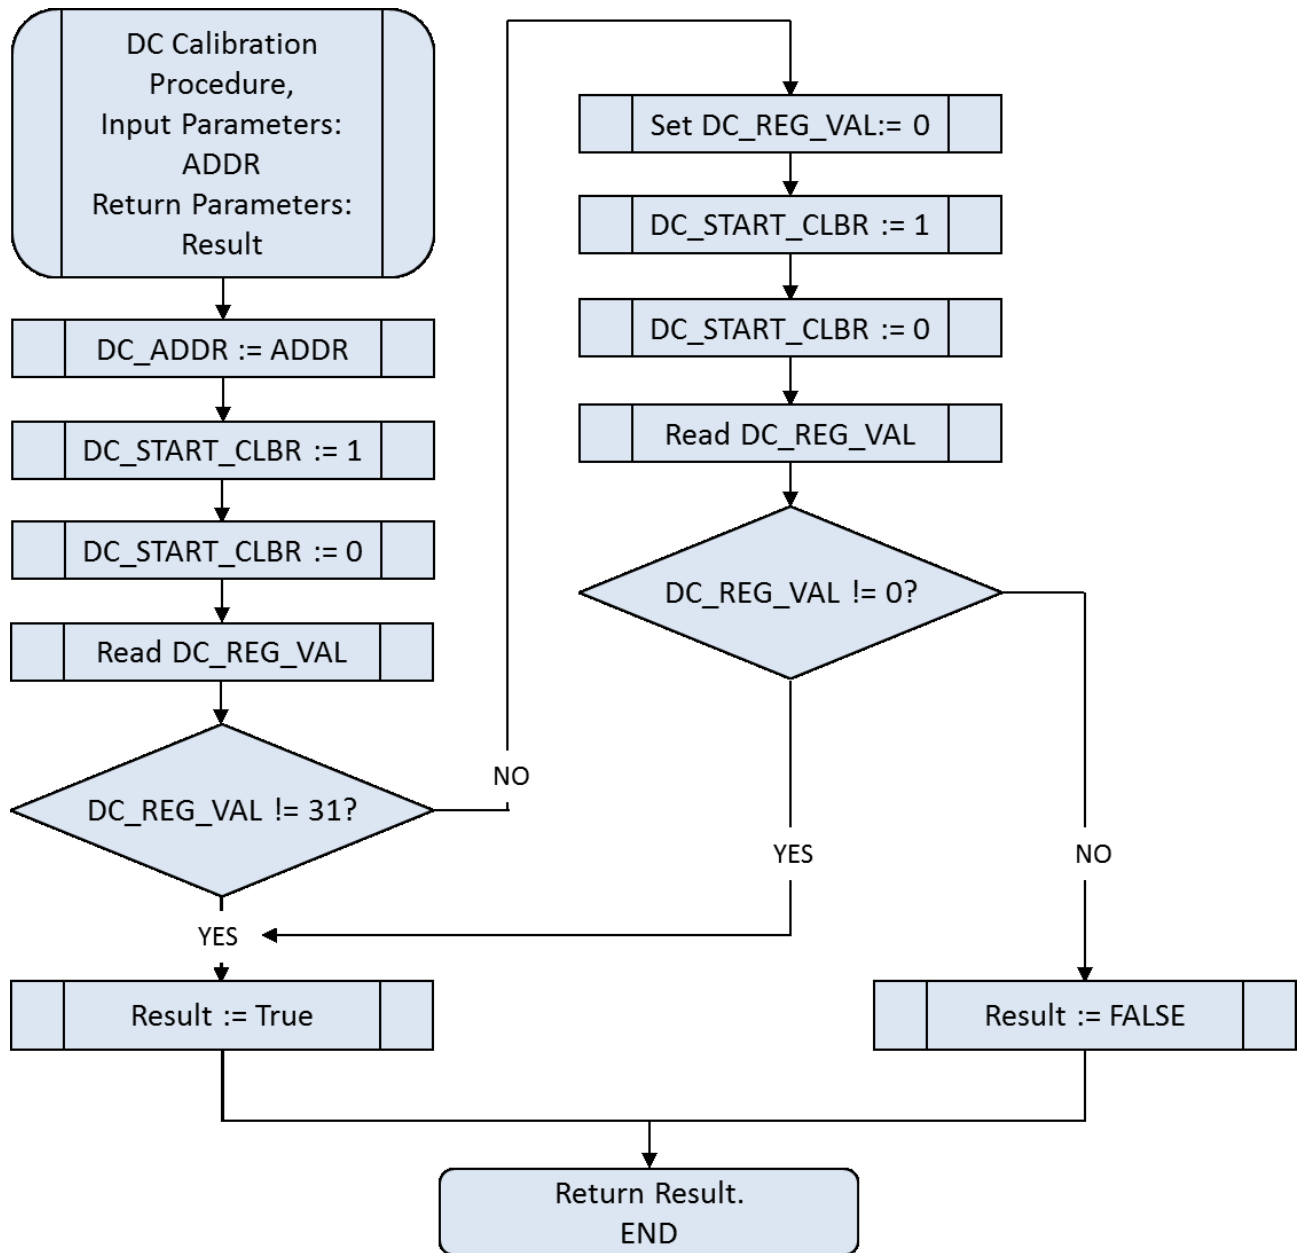 DC Calibration
Procedure,
Input Parameters:
ADDR
Return Parameters:
Result
DC_ADDR := ADDR
DC_START_CLBR := 1
DC_START_CLBR := 0
Read DC_REG_VAL
DC_REG_VAL != 31?
NO
YES
Result := True
Set DC_REG_VAL:= 0
DC_START_CLBR := 1
DC_START_CLBR := 0
Read DC_REG_VAL
DC_REG_VAL != 0?
YES
NO
Result := FALSE
Return Result.
END